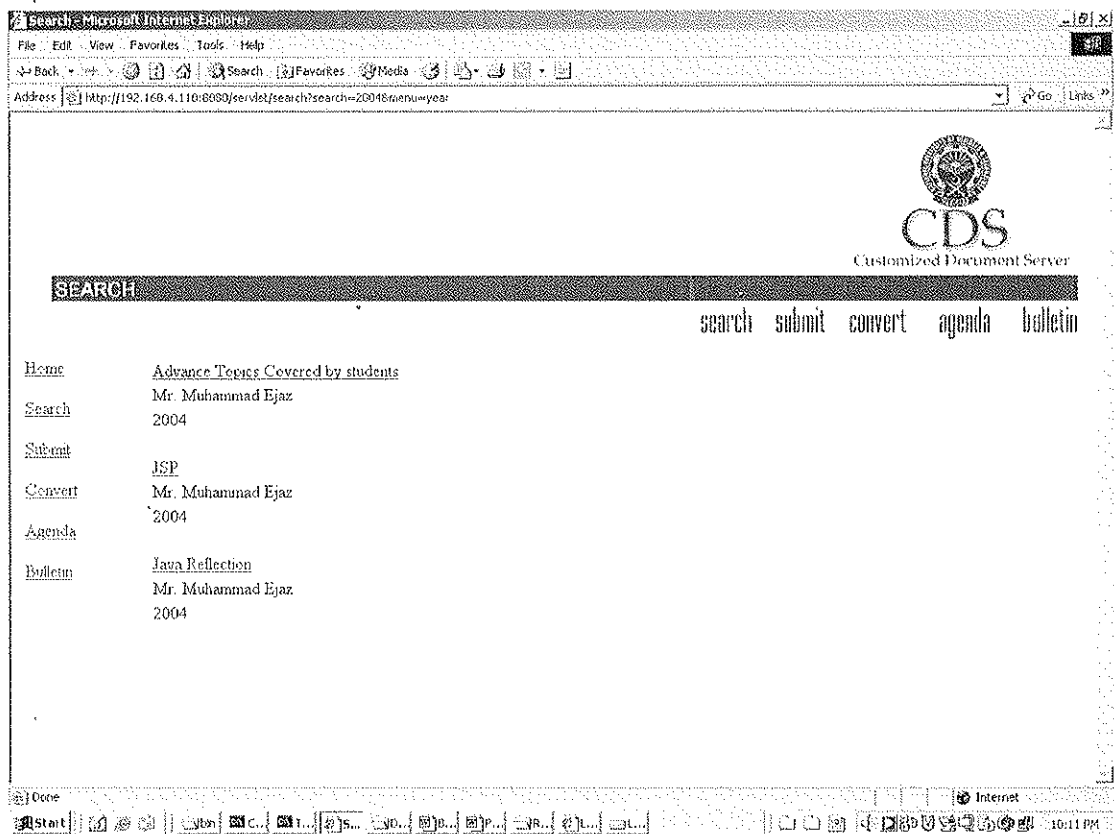 Search - Microsoft Internet Explorer
File Edit View Favorites Tools Help
Back Search Favorites Media
Address http://192.168.4.110:8080/servlet/search?search=2004&menu=year Go Links »
CDS
Customized Document Server
SEARCH
search submit convert agenda bulletin
Home
Search
Submit
Convert
Agenda
Bulletin
Advance Topics Covered by students
Mr. Muhammad Ejaz
2004
JSP
Mr. Muhammad Ejaz
2004
Java Reflection
Mr. Muhammad Ejaz
2004
Done Internet
Start 10:11 PM